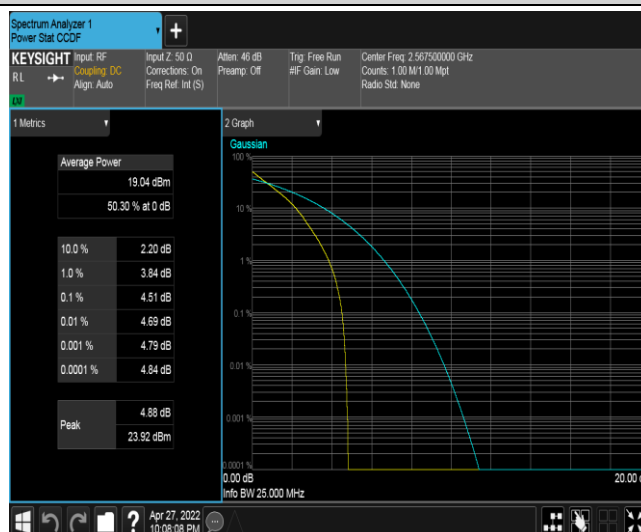 Spectrum Analyzer 1
Power Stat CCDF
KEYSIGHT
R L
LXI
Input: RF
Coupling: DC
Align: Auto
Input Z: 50 Ω
Corrections: On
Freq Ref: Int (S)
Atten: 46 dB
Preamp: Off
Trig: Free Run
#IF Gain: Low
Center Freq: 2.567500000 GHz
Counts: 1.00 M/1.00 Mpt
Radio Std: None
1 Metrics
Average Power
19.04 dBm
50.30 % at 0 dB
10.0 % 2.20 dB
1.0 % 3.84 dB
0.1 % 4.51 dB
0.01 % 4.69 dB
0.001 % 4.79 dB
0.0001 % 4.84 dB
Peak
4.88 dB
23.92 dBm
2 Graph
Gaussian
100 %
10 %
1 %
0.1 %
0.01 %
0.001 %
0.0001 %
0.00 dB
20.00
Info BW 25.000 MHz
?
Apr 27, 2022
10:08:08 PM